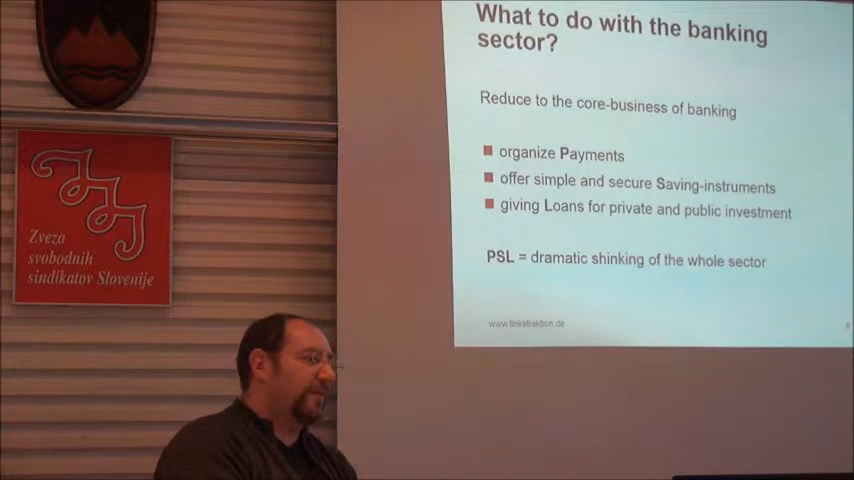 What to do with the banking
sector?
Reduce to the core-business of banking
organize Payments
offer simple and secure Saving-instruments
giving Loans for private and public investment
PSL = dramatic shinking of the whole sector
www.linksfraktion.de
8
Zveza
svobodnih
sindikatov Slovenije